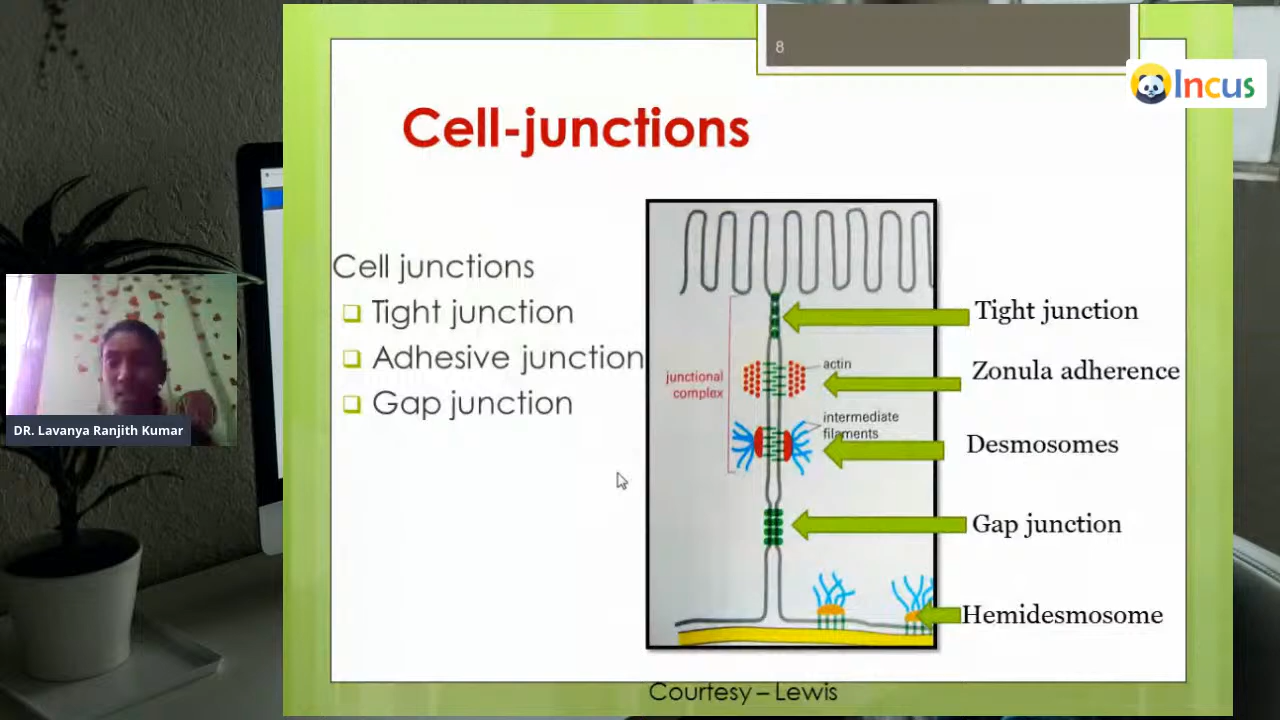 8
Incus
Cell-junctions
Cell junctions
Tight junction
Adhesive junction
Gap junction
junctional
complex
actin
intermediate
filaments
Tight junction
Zonula adherence
Desmosomes
Gap junction
Hemidesmosome
DR. Lavanya Ranjith Kumar
Courtesy – Lewis